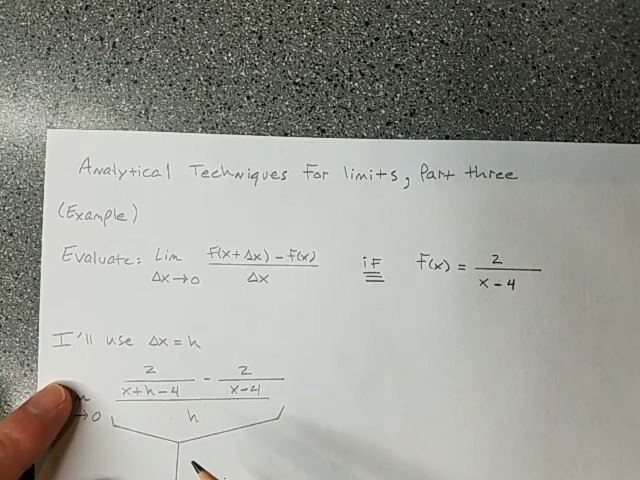 Analytical Techniques for limits, Part three
(Example)
Evaluate: Lim Δx→0 (F(x+Δx) - F(x)) / Δx if F(x) = 2 / (x-4)
I'll use Δx = h
→0 (2 / (x+h-4) - 2 / (x-4)) / h